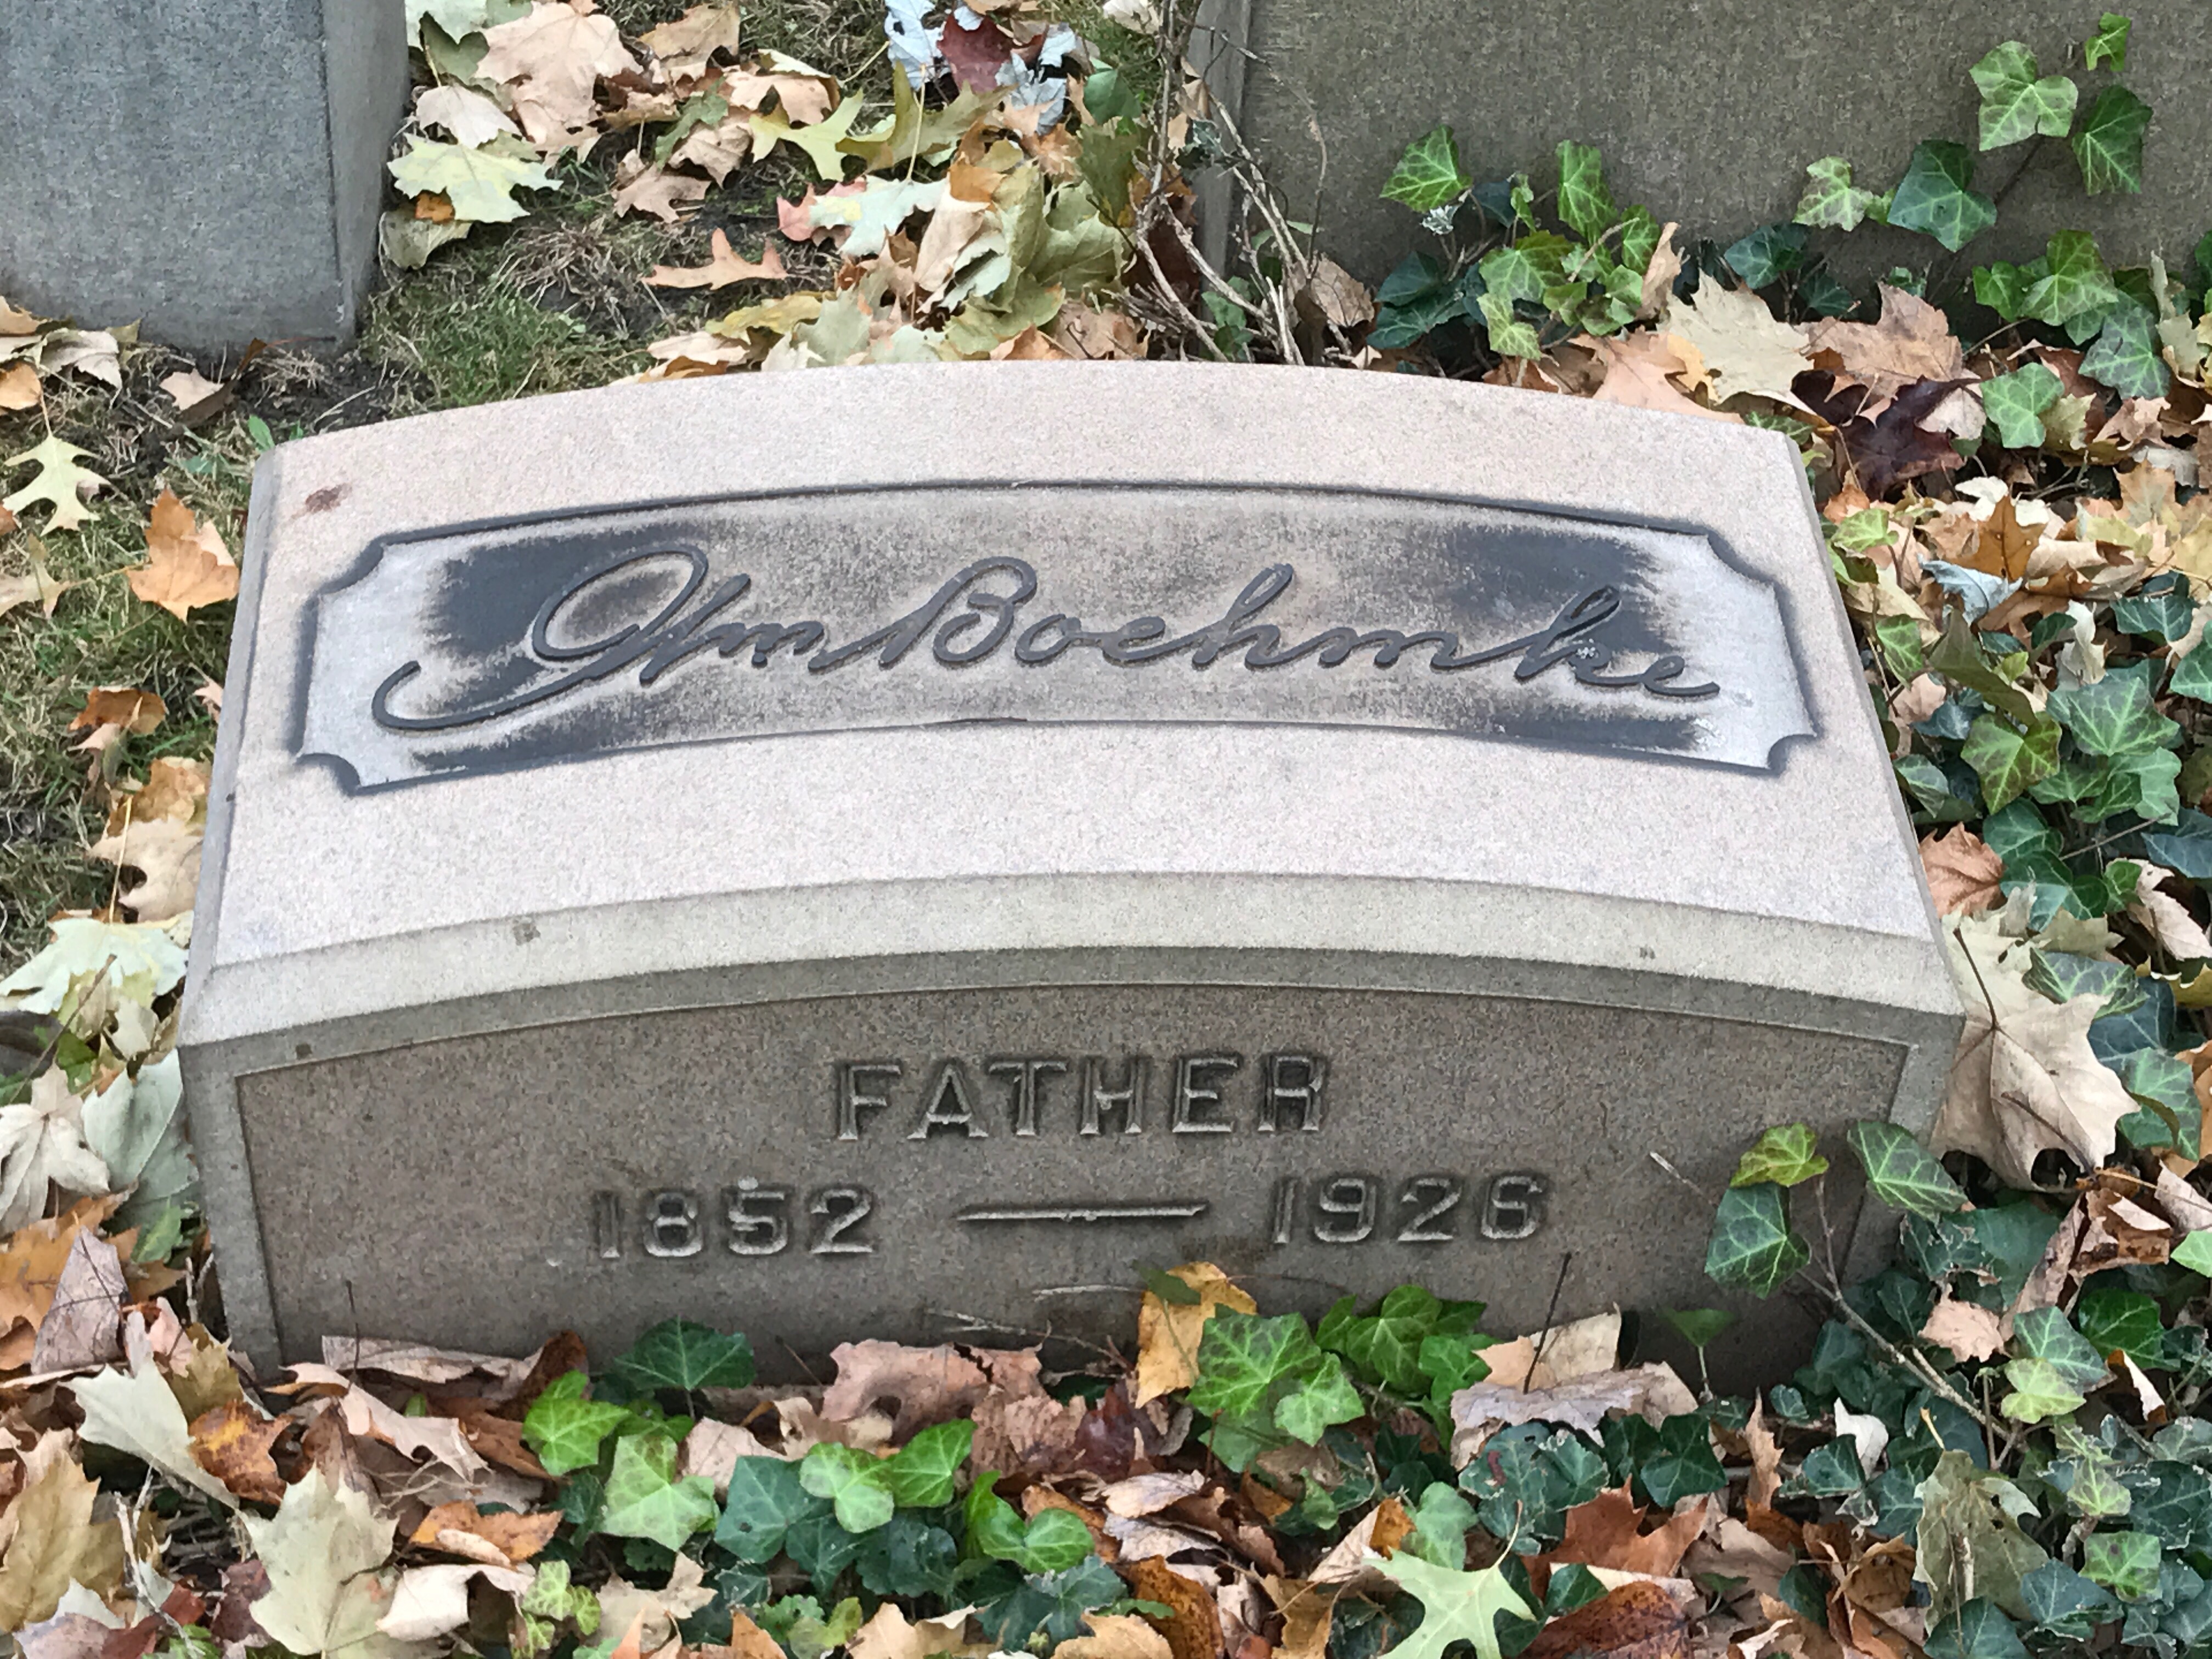 Wm Boehmke
FATHER
1852 — 1926